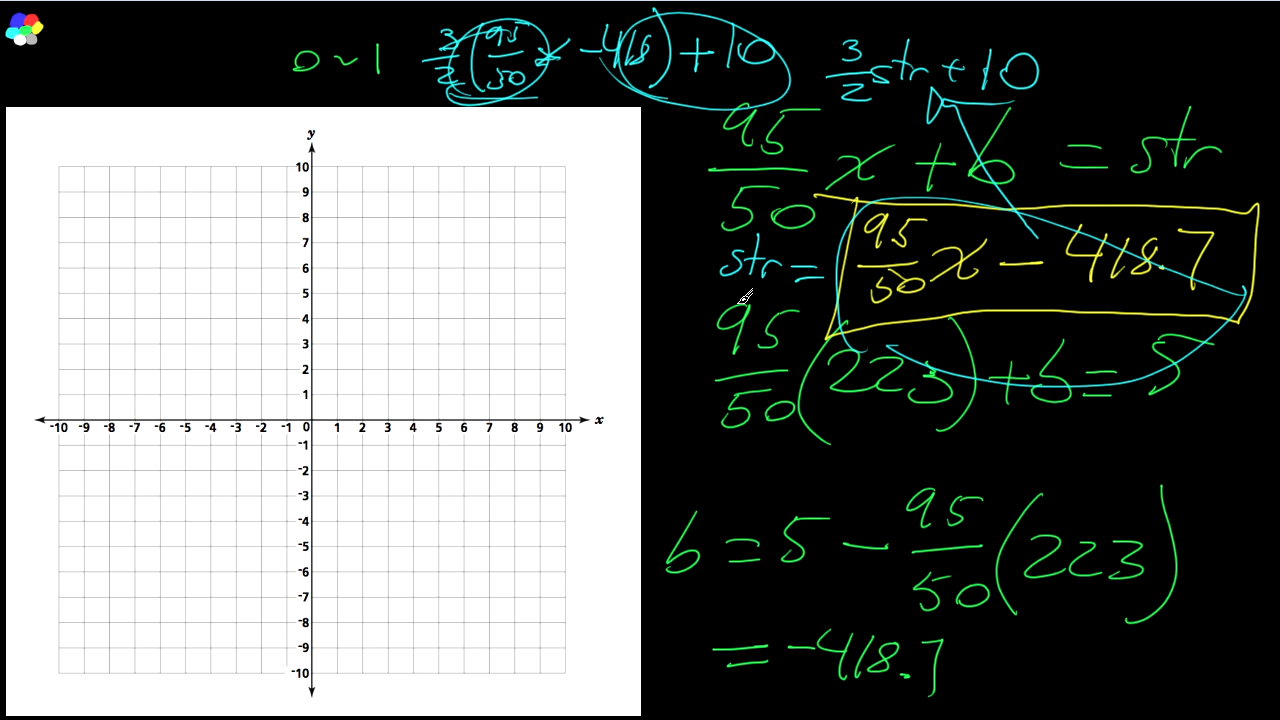 0 ~ 1
3/2 (95/50 x - 418) + 10
3/2 str + 10
95/50 x + b = str
str = 95/50 x - 418.7
95/50 (223) + b = 5
b = 5 - 95/50 (223)
= -418.7
y
10
9
8
7
6
5
4
3
2
1
-10 -9 -8 -7 -6 -5 -4 -3 -2 -1 0 1 2 3 4 5 6 7 8 9 10 x
-1
-2
-3
-4
-5
-6
-7
-8
-9
-10